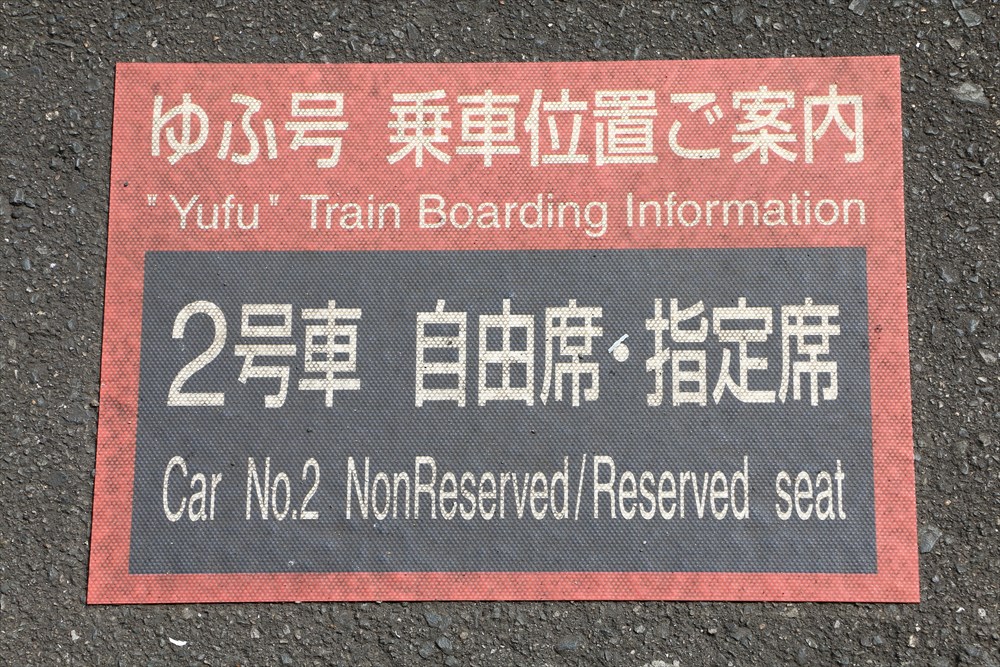 ゆふ号 乗車位置ご案内
"Yufu" Train Boarding Information
2号車 自由席・指定席
Car No.2 NonReserved/Reserved seat